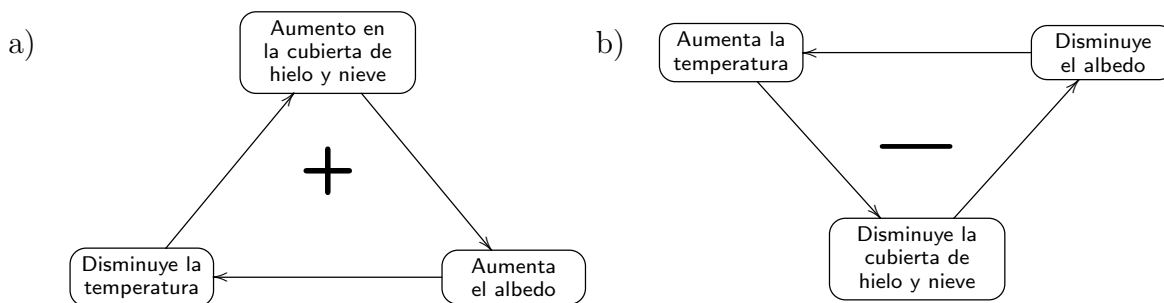 a)
Aumento en
la cubierta de
hielo y nieve
+
Disminuye la
temperatura
Aumenta
el albedo
b)
Aumenta la
temperatura
Disminuye
el albedo
—
Disminuye la
cubierta de
hielo y nieve